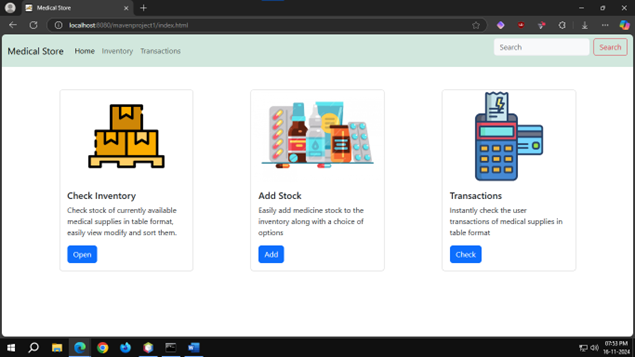 Medical Store
localhost:8080/mavenproject1/index.html
Medical Store
Home
Inventory
Transactions
Search
Search
Check Inventory
Check stock of currently available
medical supplies in table format,
easily view modify and sort them.
Open
Add Stock
Easily add medicine stock to the
inventory along with a choice of
options
Add
Transactions
Instantly check the user
transactions of medical supplies in
table format
Check
07:53 PM
16-11-2024